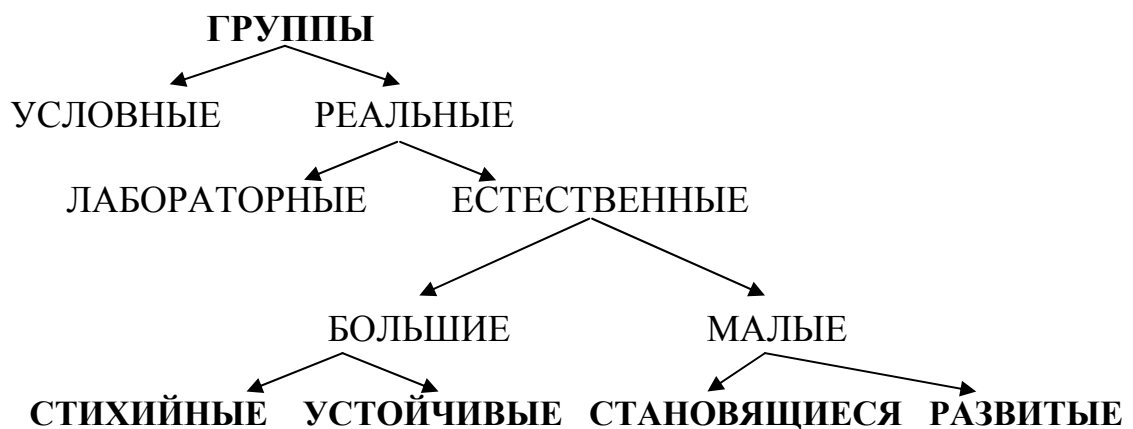 ГРУППЫ
УСЛОВНЫЕ РЕАЛЬНЫЕ
ЛАБОРАТОРНЫЕ ЕСТЕСТВЕННЫЕ
БОЛЬШИЕ МАЛЫЕ
СТИХИЙНЫЕ УСТОЙЧИВЫЕ СТАНОВЯЩИЕСЯ РАЗВИТЫЕ